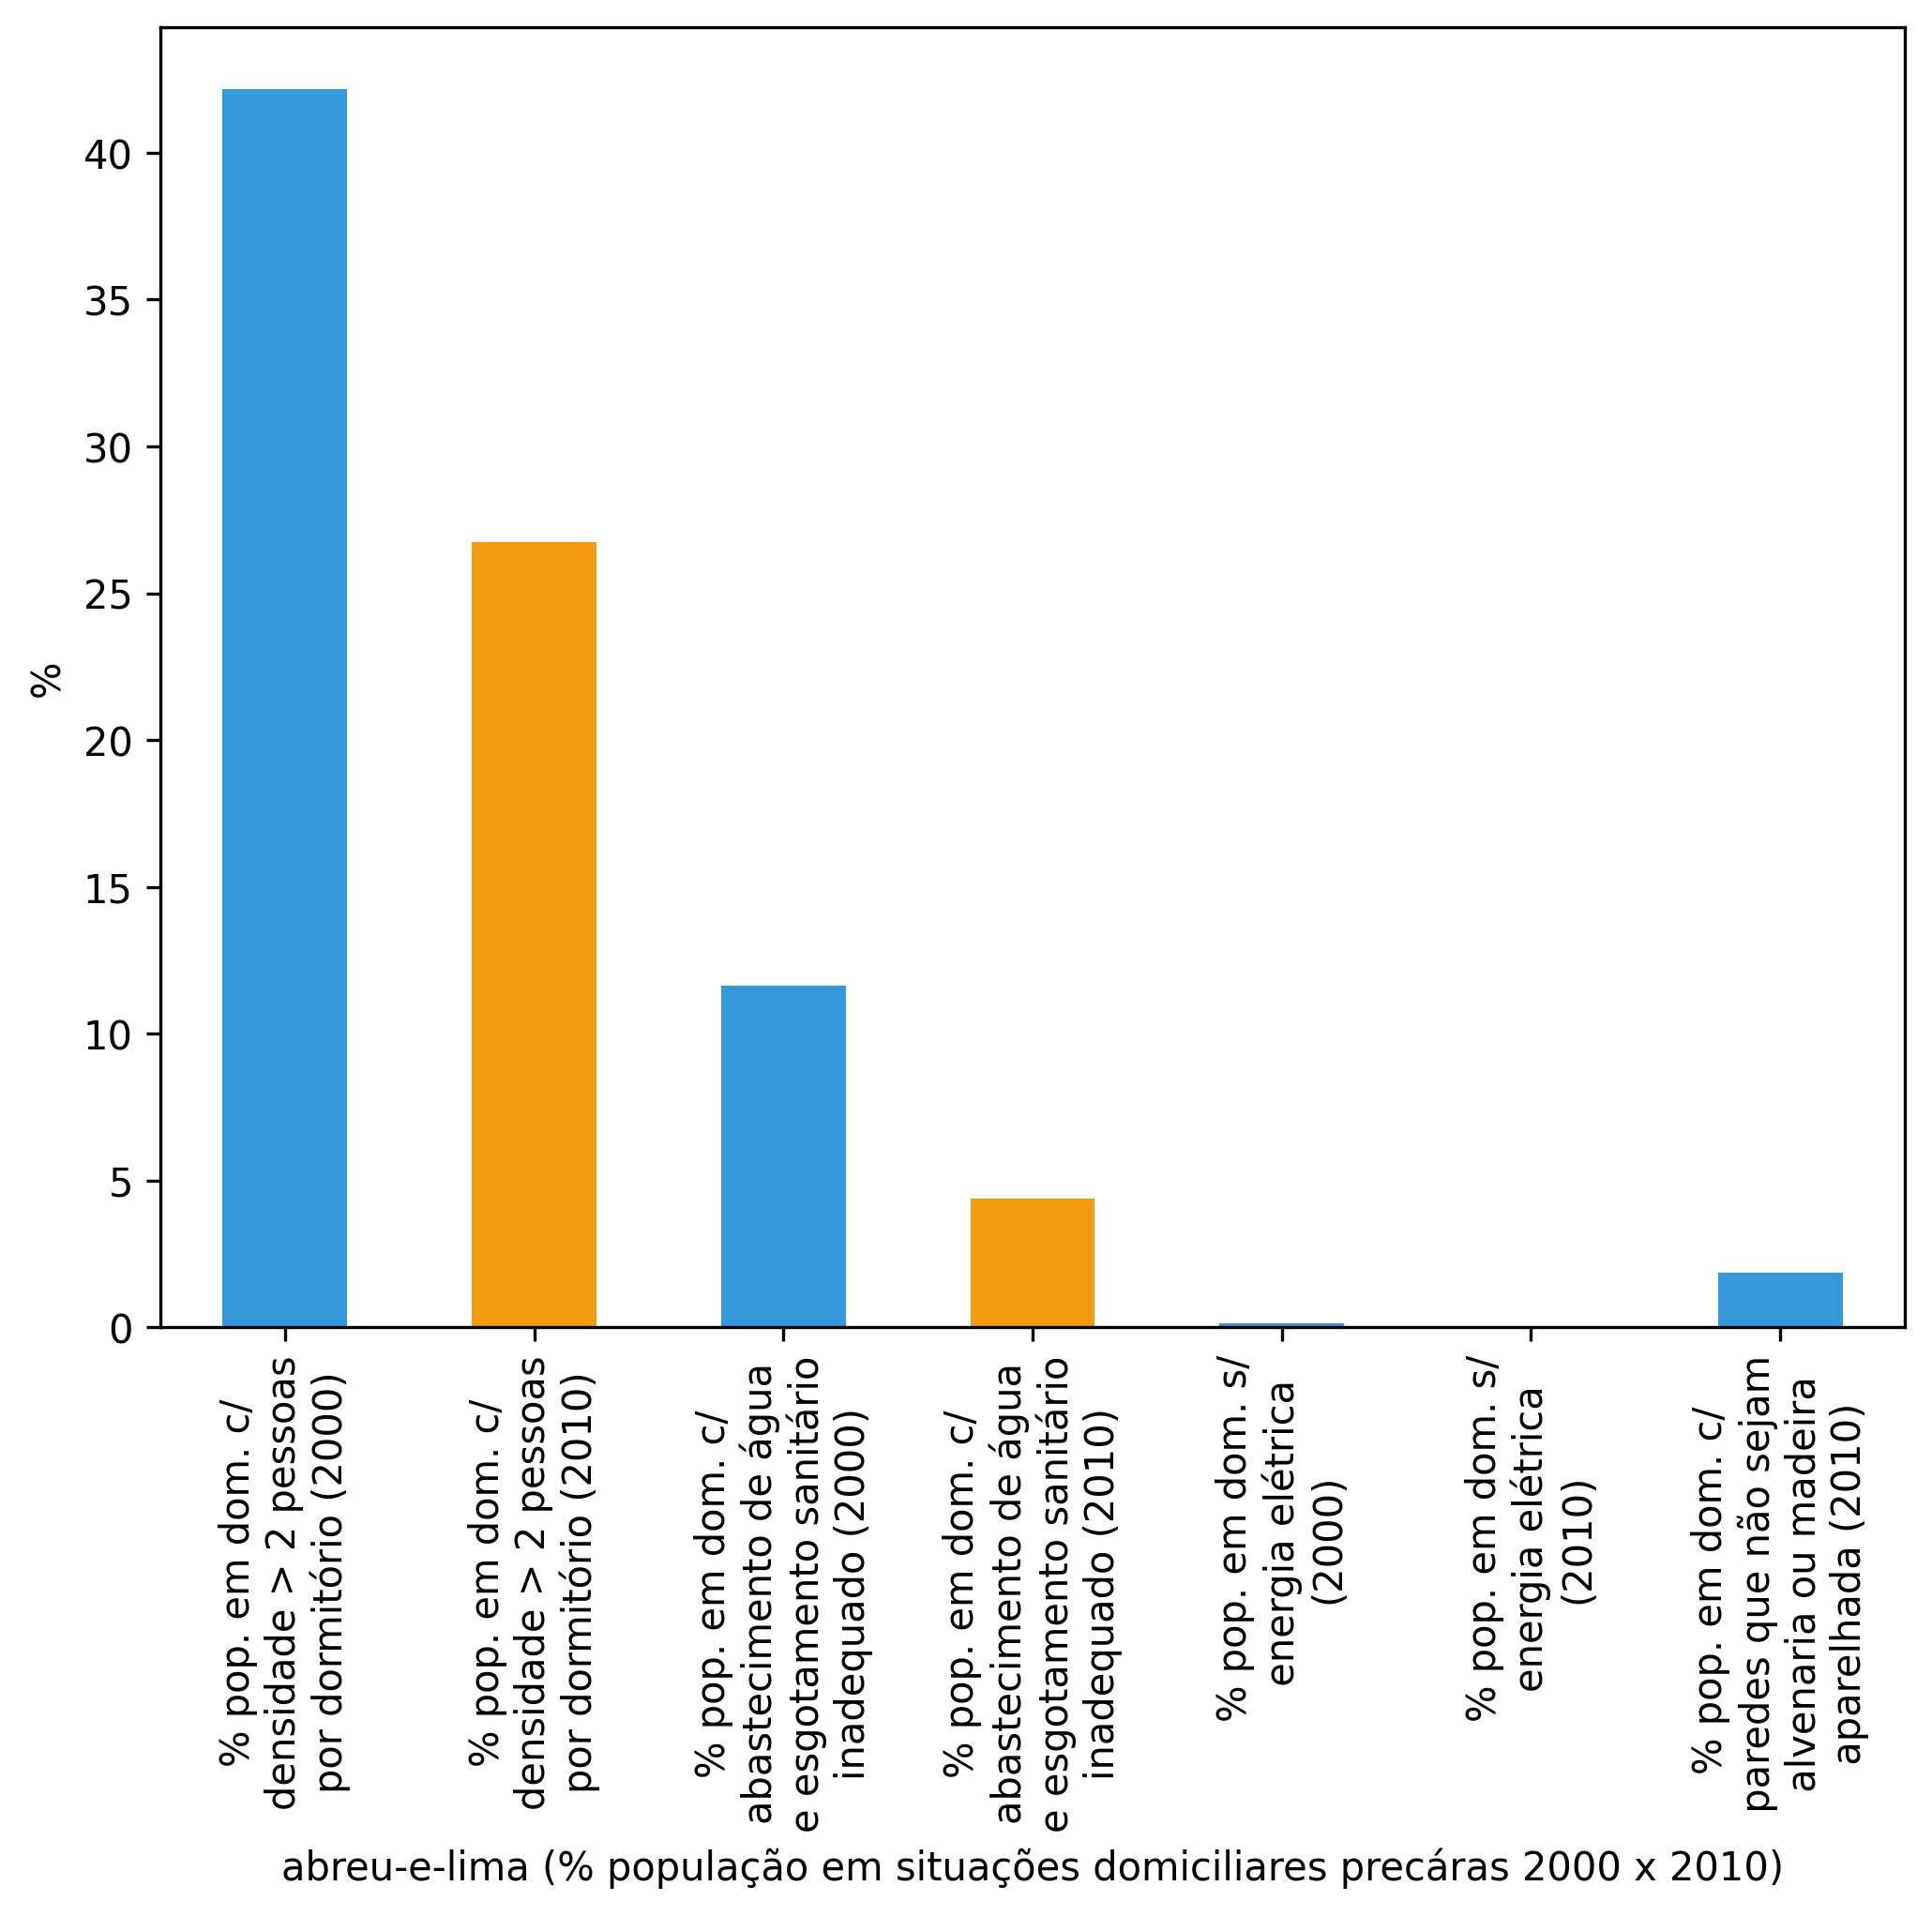 %
40
35
30
25
20
15
10
5
0
% pop. em dom. c/
densidade > 2 pessoas
por dormitório (2000)
% pop. em dom. c/
densidade > 2 pessoas
por dormitório (2010)
% pop. em dom. c/
abastecimento de água
e esgotamento sanitário
inadequado (2000)
% pop. em dom. c/
abastecimento de água
e esgotamento sanitário
inadequado (2010)
% pop. em dom. s/
energia elétrica
(2000)
% pop. em dom. s/
energia elétrica
(2010)
% pop. em dom. c/
paredes que não sejam
alvenaria ou madeira
aparelhada (2010)
abreu-e-lima (% população em situações domiciliares precáras 2000 x 2010)